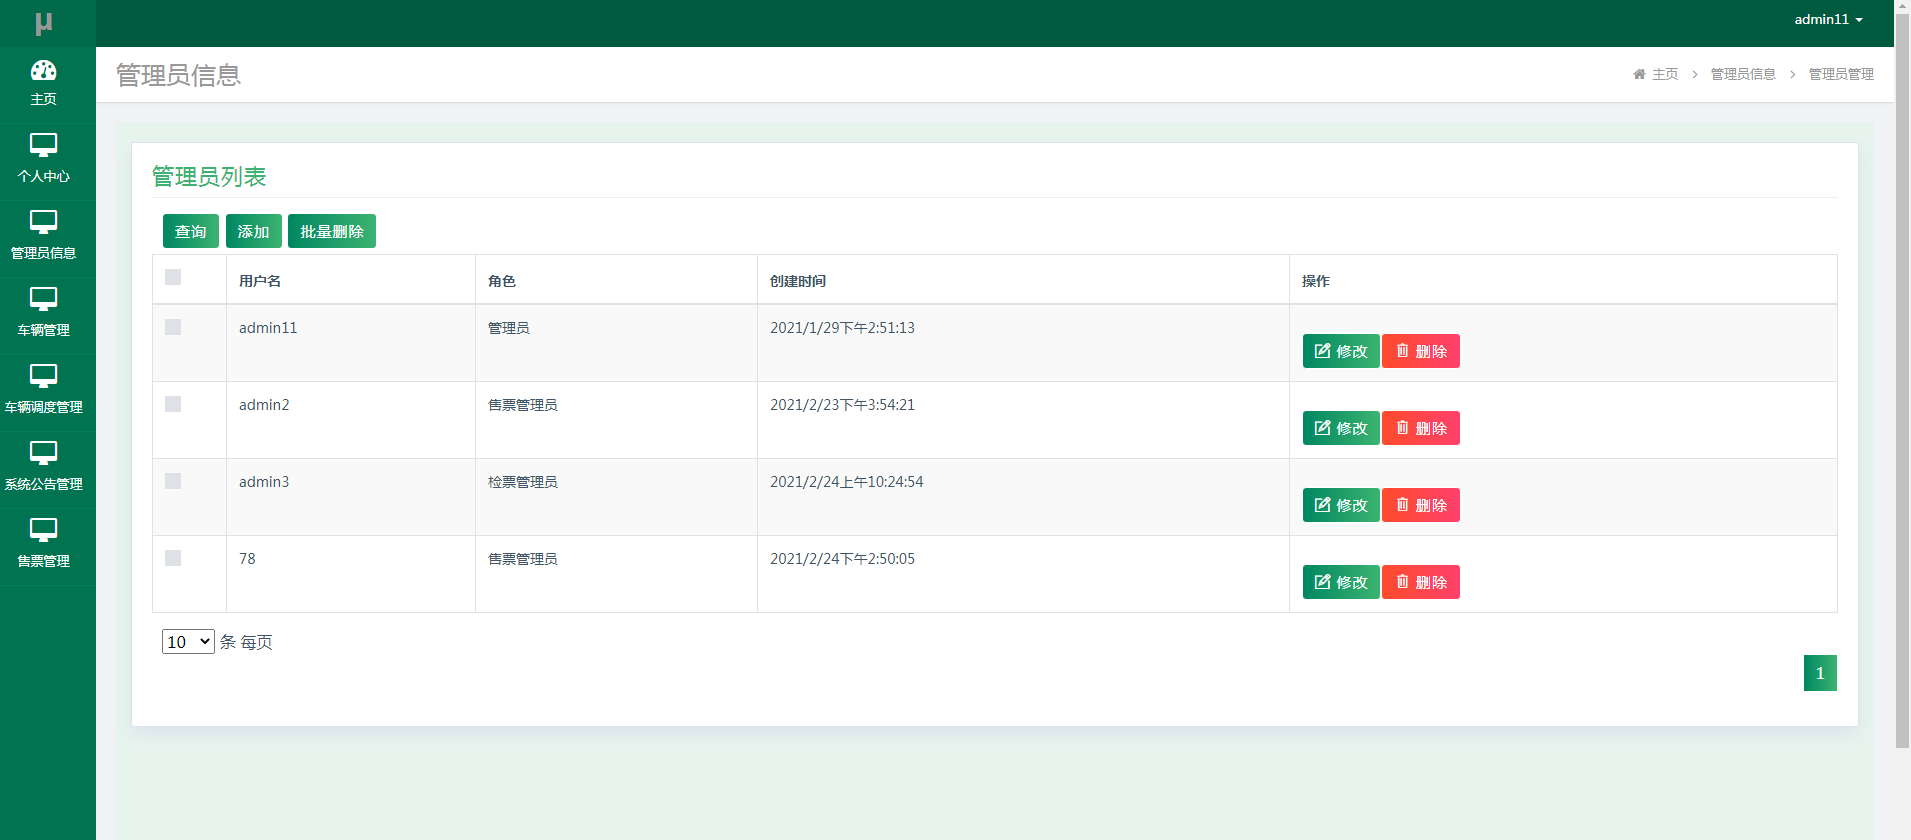 µ
admin11
主页
个人中心
管理员信息
车辆管理
车辆调度管理
系统公告管理
售票管理
管理员信息
主页 > 管理员信息 > 管理员管理
管理员列表
查询 添加 批量删除
用户名 角色 创建时间 操作
admin11 管理员 2021/1/29下午2:51:13 修改 删除
admin2 售票管理员 2021/2/23下午3:54:21 修改 删除
admin3 检票管理员 2021/2/24上午10:24:54 修改 删除
78 售票管理员 2021/2/24下午2:50:05 修改 删除
10 条 每页
1